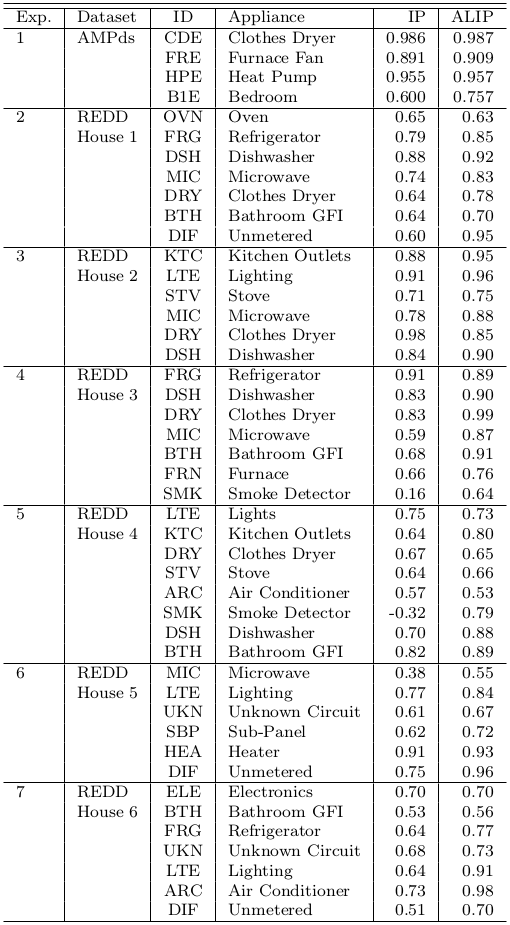 Exp. Dataset ID Appliance IP ALIP
1 AMPds CDE Clothes Dryer 0.986 0.987
FRE Furnace Fan 0.891 0.909
HPE Heat Pump 0.955 0.957
B1E Bedroom 0.600 0.757
2 REDD OVN Oven 0.65 0.63
House 1 FRG Refrigerator 0.79 0.85
DSH Dishwasher 0.88 0.92
MIC Microwave 0.74 0.83
DRY Clothes Dryer 0.64 0.78
BTH Bathroom GFI 0.64 0.70
DIF Unmetered 0.60 0.95
3 REDD KTC Kitchen Outlets 0.88 0.95
House 2 LTE Lighting 0.91 0.96
STV Stove 0.71 0.75
MIC Microwave 0.78 0.88
DRY Clothes Dryer 0.98 0.85
DSH Dishwasher 0.84 0.90
4 REDD FRG Refrigerator 0.91 0.89
House 3 DSH Dishwasher 0.83 0.90
DRY Clothes Dryer 0.83 0.99
MIC Microwave 0.59 0.87
BTH Bathroom GFI 0.68 0.91
FRN Furnace 0.66 0.76
SMK Smoke Detector 0.16 0.64
5 REDD LTE Lights 0.75 0.73
House 4 KTC Kitchen Outlets 0.64 0.80
DRY Clothes Dryer 0.67 0.65
STV Stove 0.64 0.66
ARC Air Conditioner 0.57 0.53
SMK Smoke Detector -0.32 0.79
DSH Dishwasher 0.70 0.88
BTH Bathroom GFI 0.82 0.89
6 REDD MIC Microwave 0.38 0.55
House 5 LTE Lighting 0.77 0.84
UKN Unknown Circuit 0.61 0.67
SBP Sub-Panel 0.62 0.72
HEA Heater 0.91 0.93
DIF Unmetered 0.75 0.96
7 REDD ELE Electronics 0.70 0.70
House 6 BTH Bathroom GFI 0.53 0.56
FRG Refrigerator 0.64 0.77
UKN Unknown Circuit 0.68 0.73
LTE Lighting 0.64 0.91
ARC Air Conditioner 0.73 0.98
DIF Unmetered 0.51 0.70